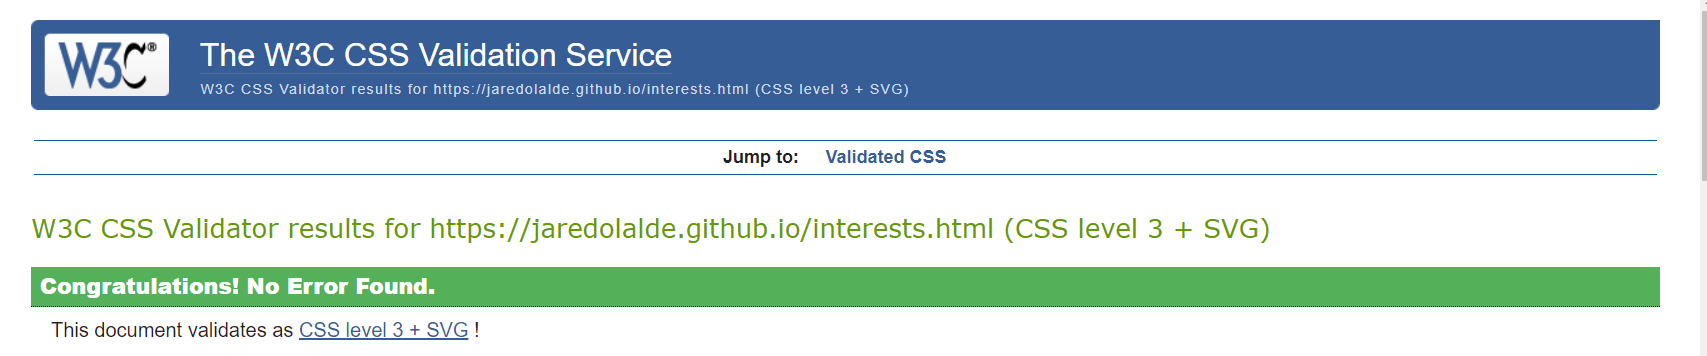 W3C®
The W3C CSS Validation Service
W3C CSS Validator results for https://jaredolalde.github.io/interests.html (CSS level 3 + SVG)
Jump to: Validated CSS
W3C CSS Validator results for https://jaredolalde.github.io/interests.html (CSS level 3 + SVG)
Congratulations! No Error Found.
This document validates as CSS level 3 + SVG !